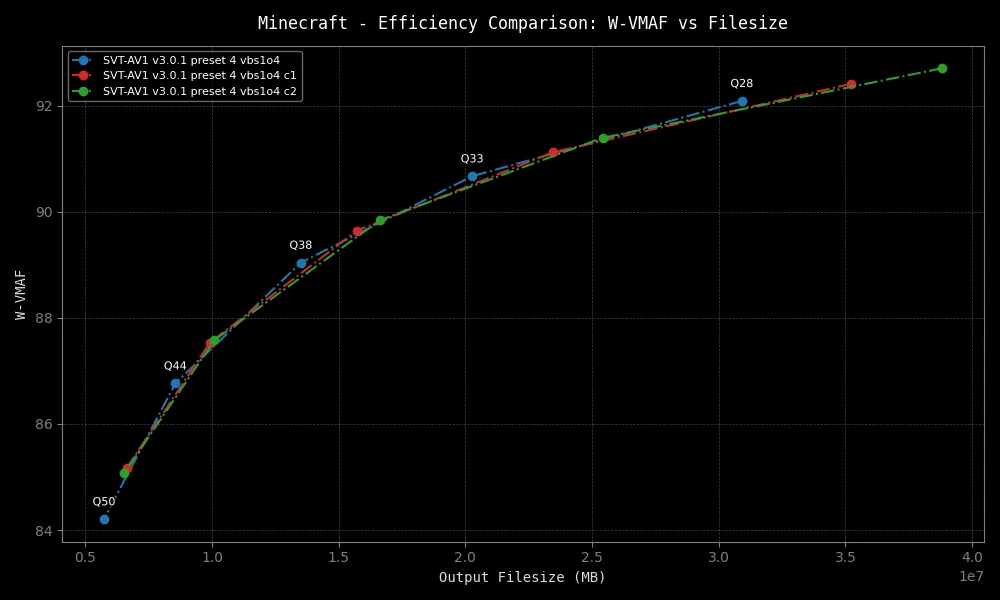 Minecraft - Efficiency Comparison: W-VMAF vs Filesize
SVT-AV1 v3.0.1 preset 4 vbs1o4
SVT-AV1 v3.0.1 preset 4 vbs1o4 c1
SVT-AV1 v3.0.1 preset 4 vbs1o4 c2
Q28
92
Q33
90
Q38
W-VMAF
88
Q44
86
Q50
84
0.5 1.0 1.5 2.0 2.5 3.0 3.5 4.0
1e7
Output Filesize (MB)